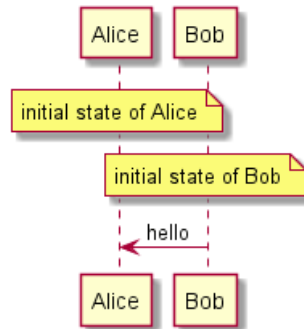 Alice Bob
initial state of Alice
initial state of Bob
hello
Alice Bob